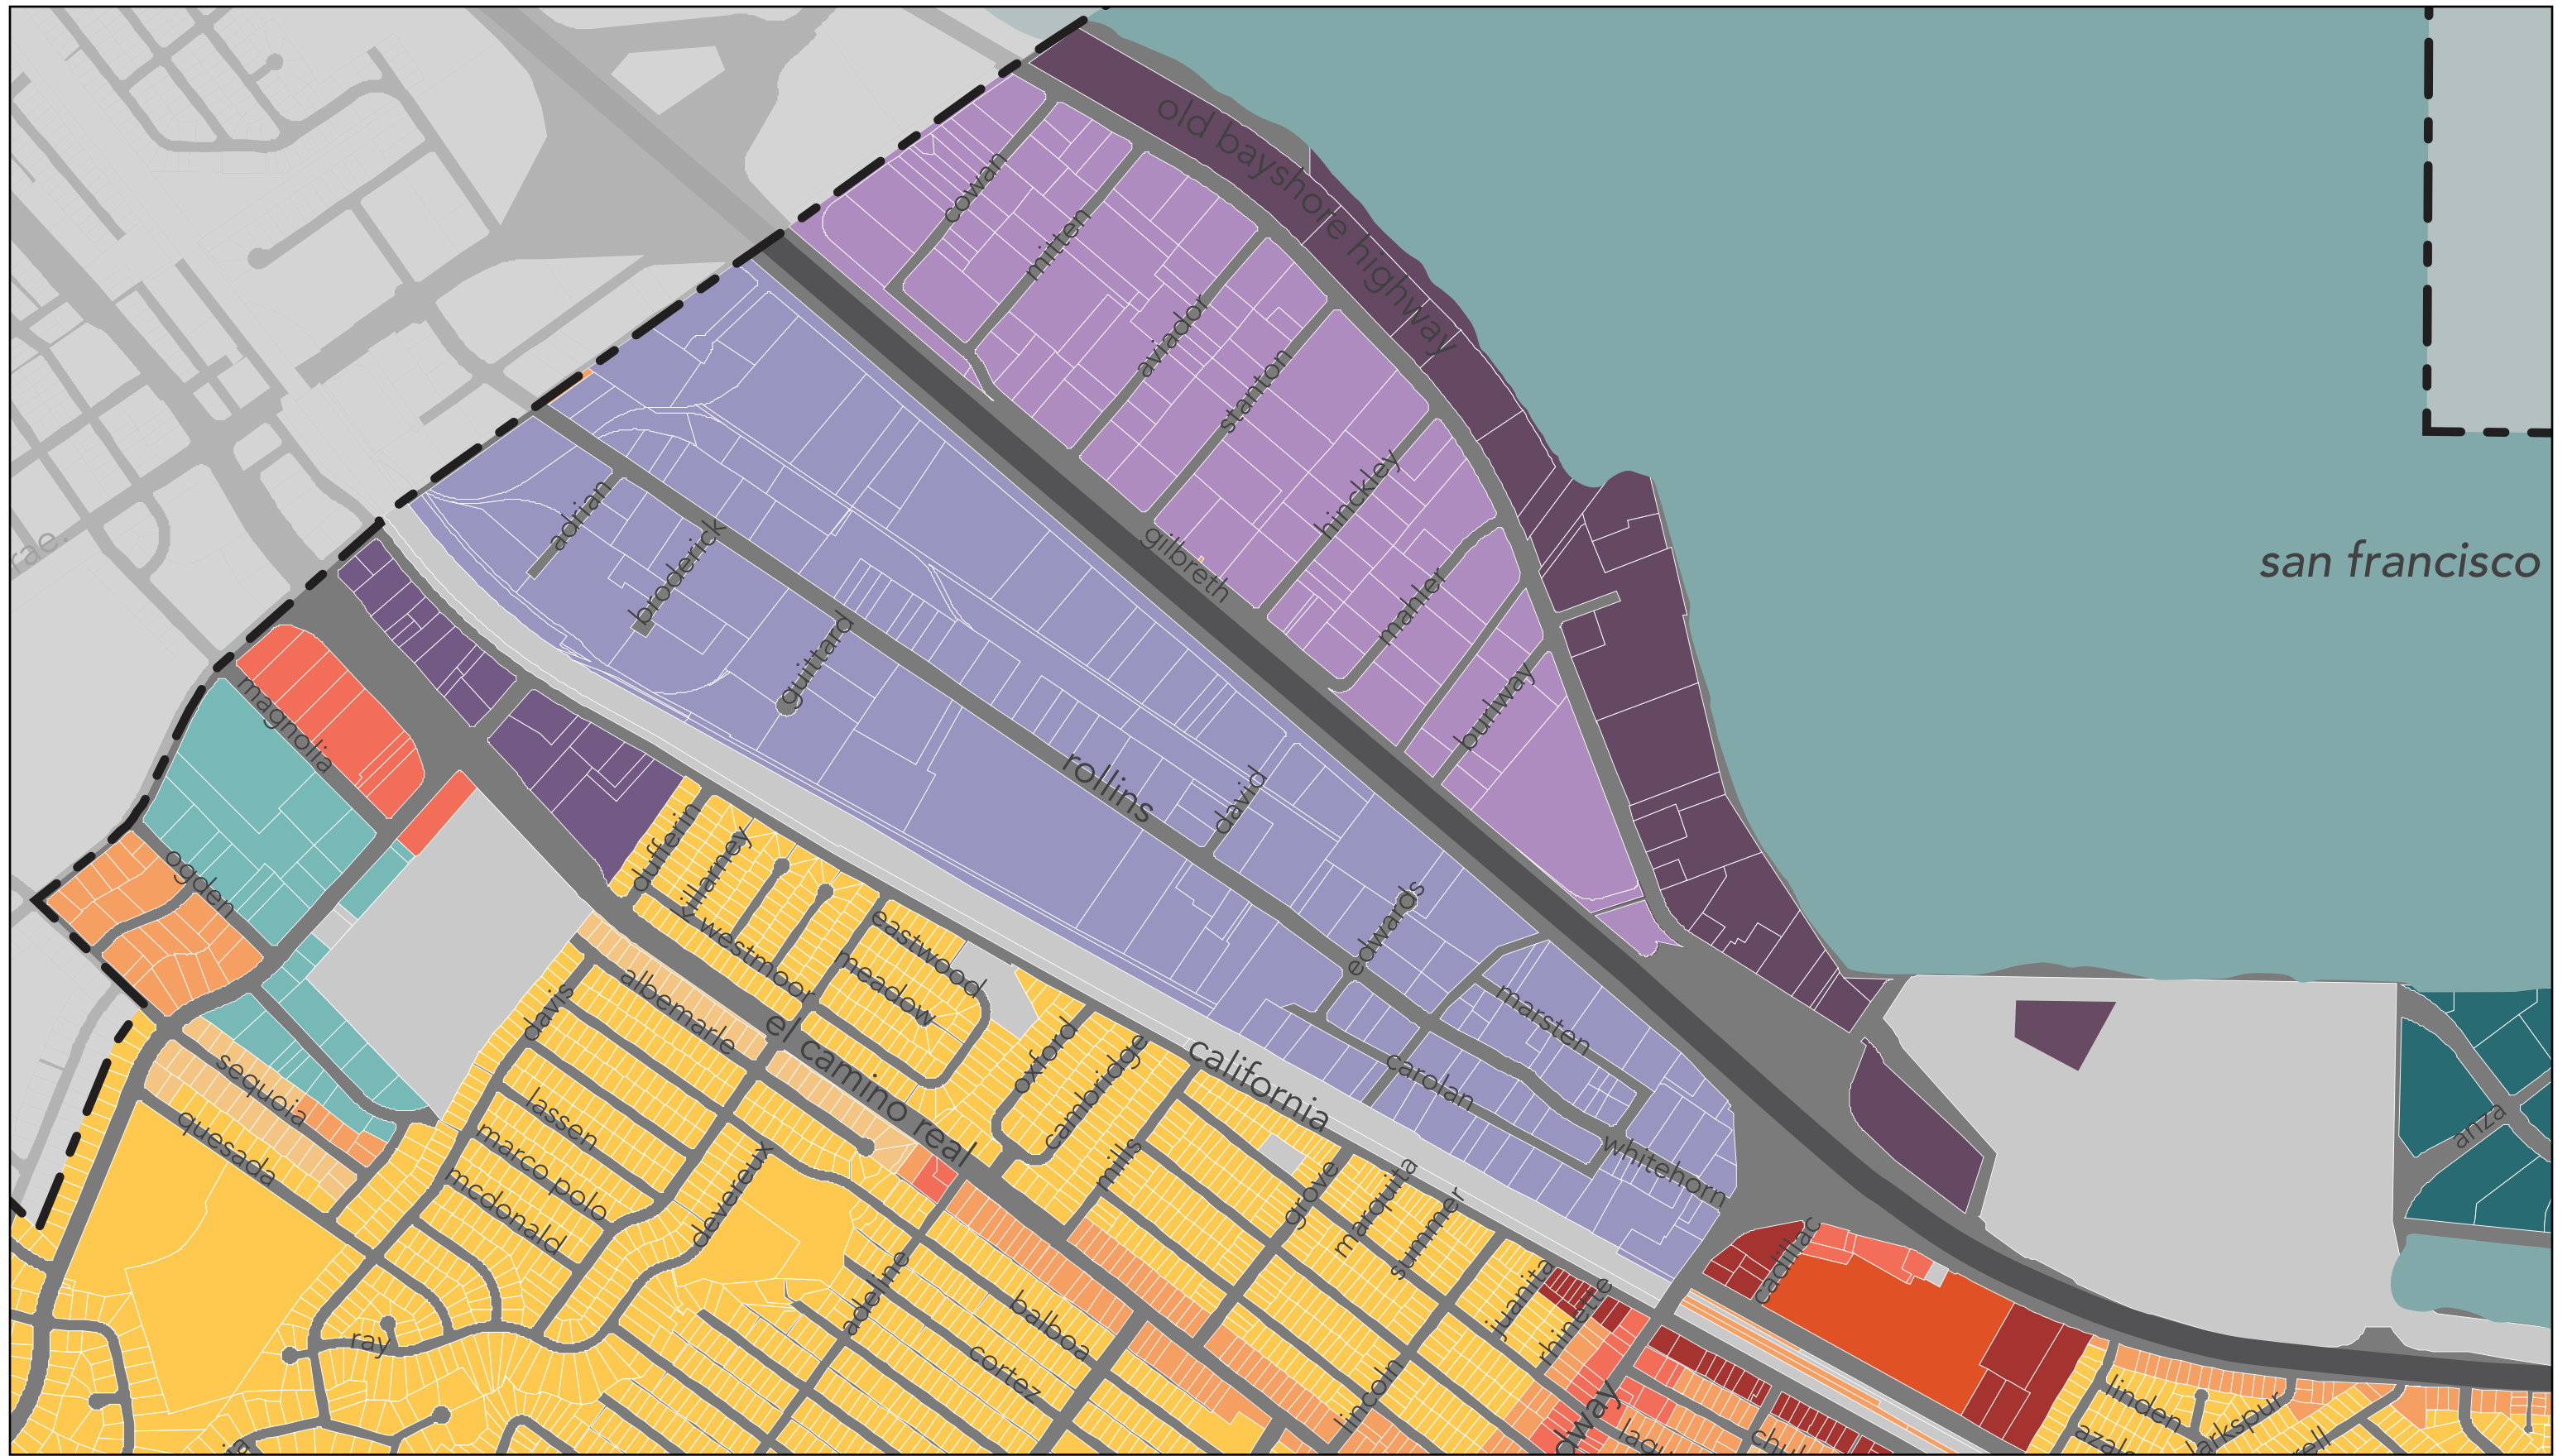 old bayshore highway
cowan
mitten
aviador
stanton
hinckley
gilbreth
mahler
burlway
san francisco
adrian
broderick
guittard
rollins
david
edwards
marsten
carolan
whitehorn
magnolia
ogden
dufferin
killarney
westmoor
eastwood
meadow
albemarle
el camino real
california
oxford
cambridge
davis
sequoia
quesada
lassen
marco polo
mcdonald
devereux
mills
grove
marquita
summer
juanita
rhinette
cadillac
anza
adeline
balboa
cortez
lincoln
ray
linden